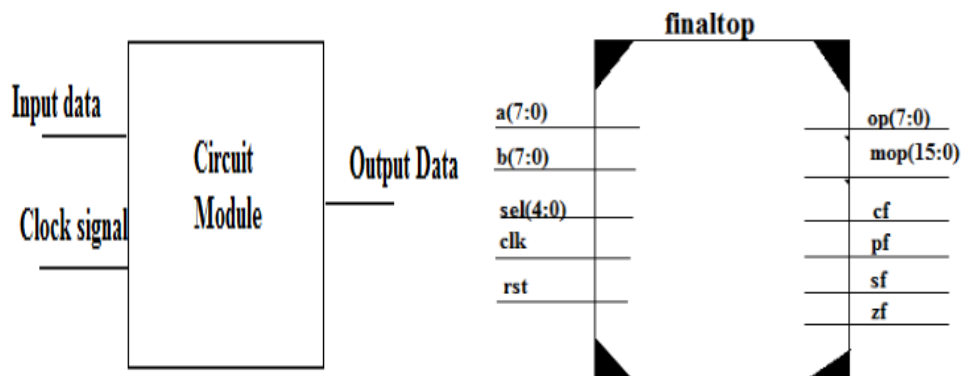 Input data
Clock signal
Circuit
Module
Output Data
finaltop
a(7:0)
b(7:0)
sel(4:0)
clk
rst
op(7:0)
mop(15:0)
cf
pf
sf
zf